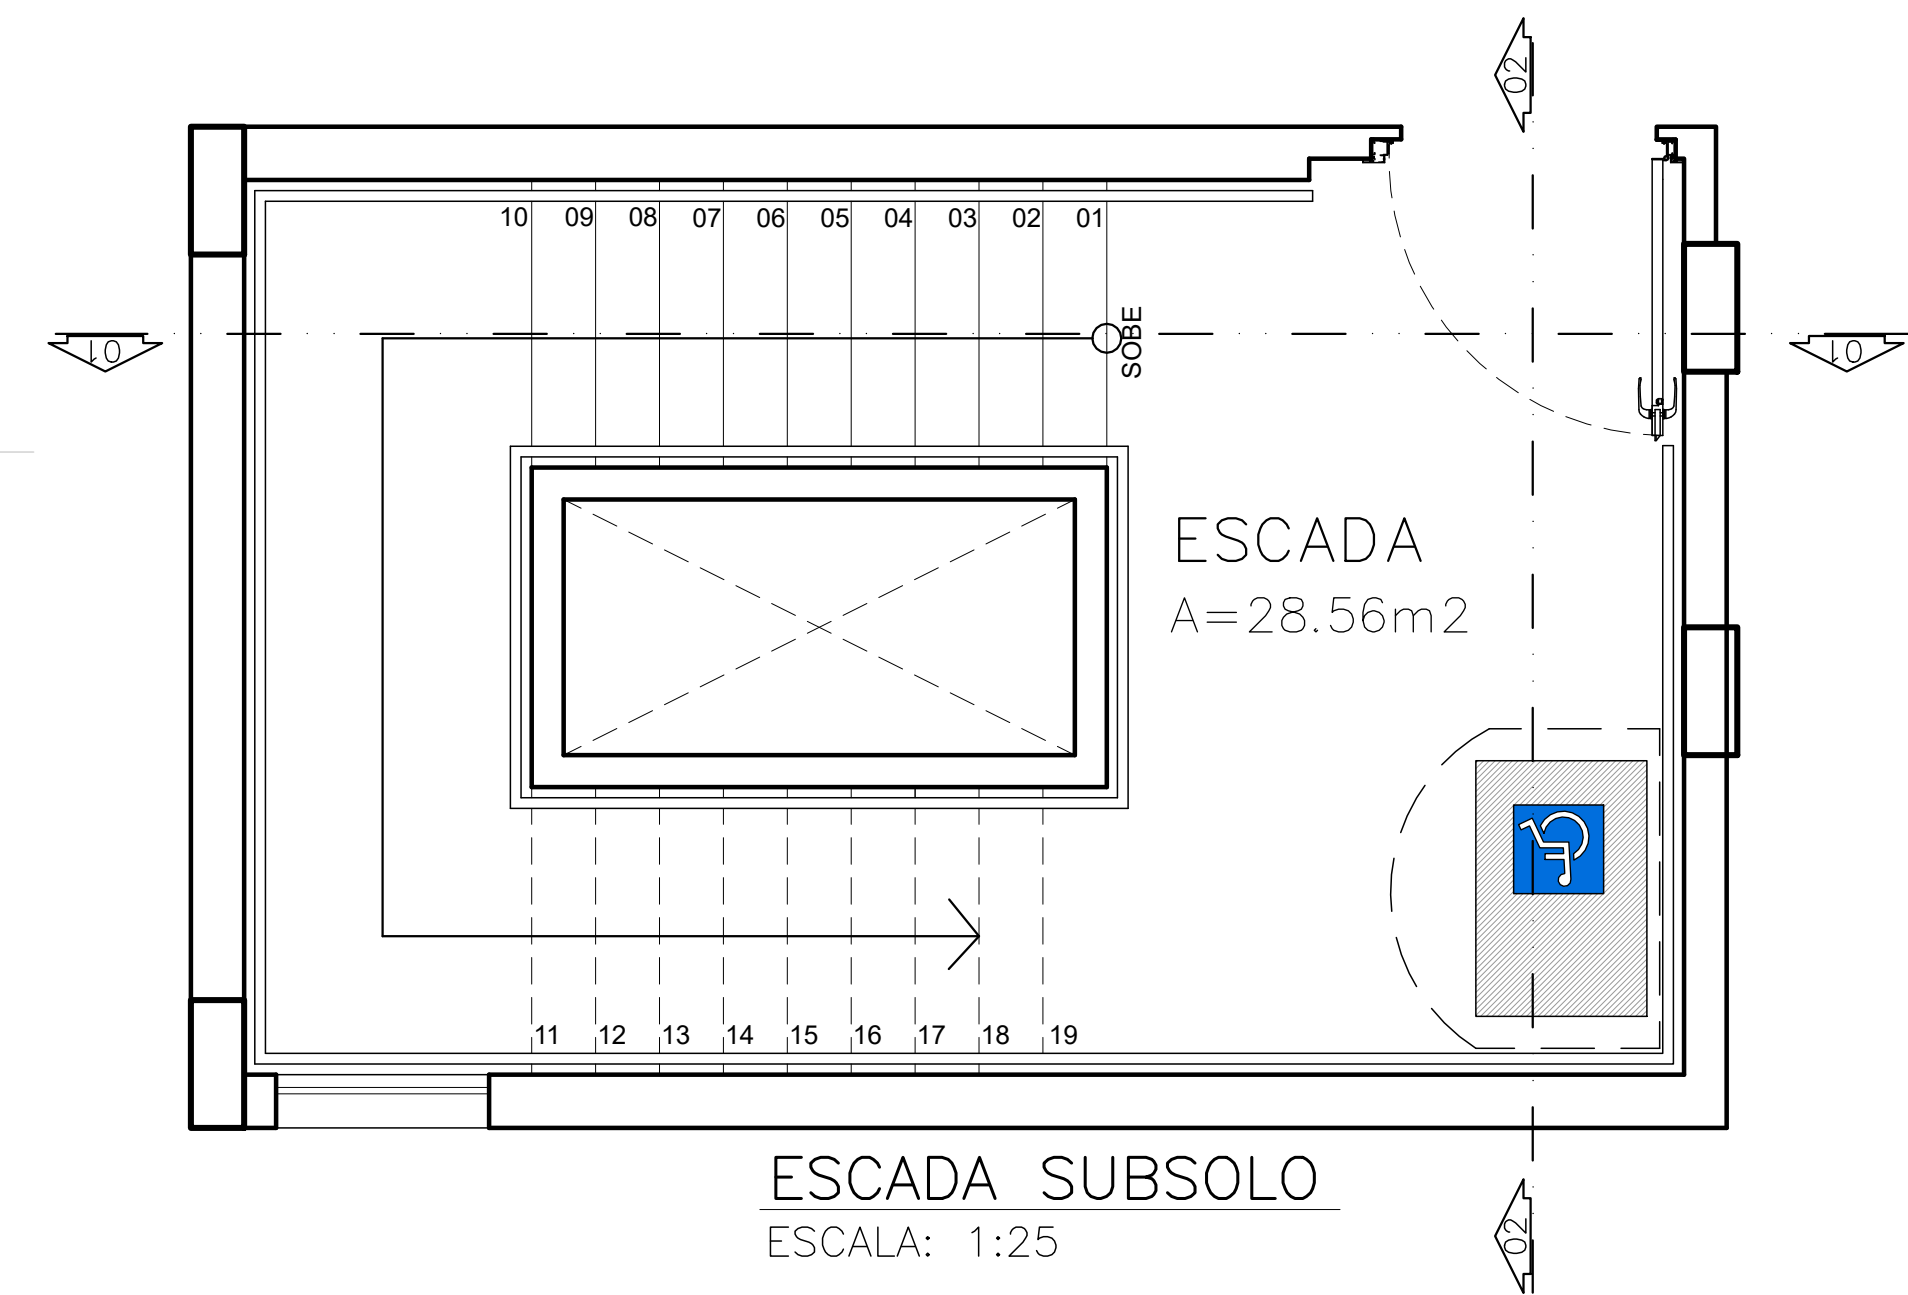 02
10 09 08 07 06 05 04 03 02 01
SOBE
01 01
ESCADA
A=28.56m2
11 12 13 14 15 16 17 18 19
ESCADA SUBSOLO
ESCALA: 1:25
02